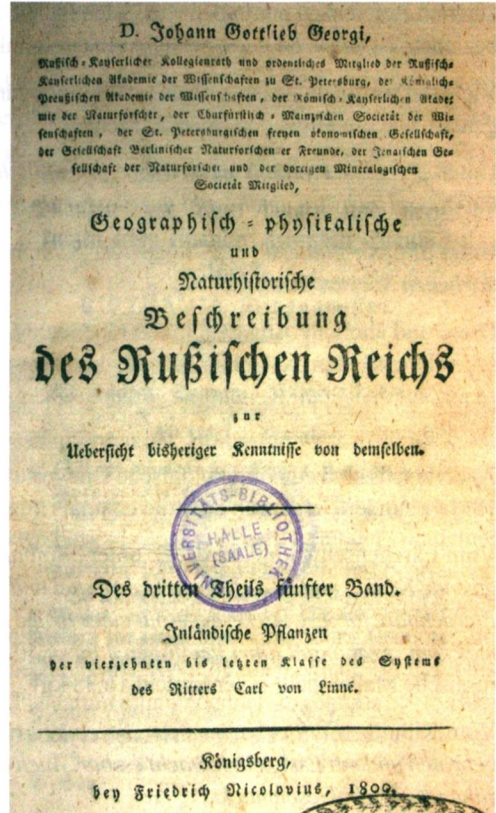 D. Johann Gottlieb Georgi,
Rußisch-Kayserlicher Kollegienrath und ordentliches Mitglied der Rußisch-
Kayserlichen Akademie der Wissenschaften zu St. Petersburg, der Königlich-
Preußischen Akademie der Wissenschaften, der Römisch-Kayserlichen Akade-
mie der Naturforscher, der Churfürstlich-Mainzischen Societät der Wis-
senschaften, der St. Petersburgischen freyen ökonomischen Gesellschaft,
der Gesellschaft Berlinischer Naturforschender Freunde, der Jenaischen Ge-
sellschaft der Naturforscher und der dortigen Mineralogischen
Societät Mitglied,
Geographisch-physikalische
und
Naturhistorische
Beschreibung
des Rußischen Reichs
zur
Uebersicht bisheriger Kenntnisse von demselben.
UNIVERSITÄTS-BIBLIOTHEK
HALLE
(SAALE)
Des dritten Theils fünfter Band.
Inländische Pflanzen
der vierzehnten bis letzten Klasse des Systems
des Ritters Carl von Linné.
Königsberg,
bey Friedrich Nicolovius, 1800.